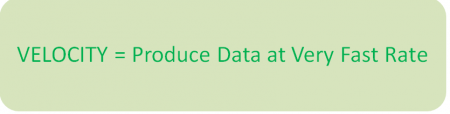 VELOCITY = Produce Data at Very Fast Rate